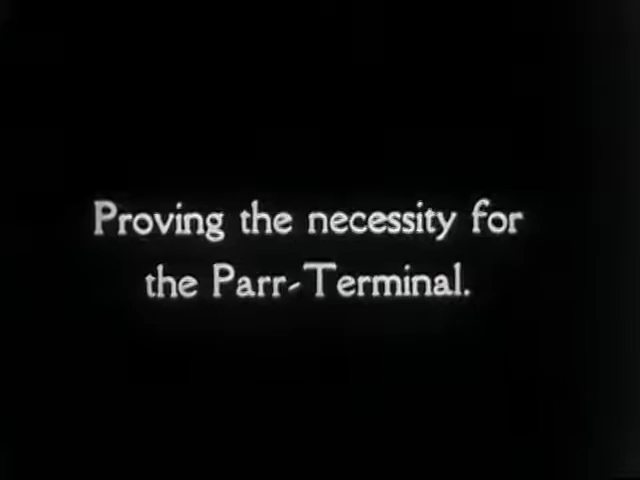 Proving the necessity for
the Parr-Terminal.